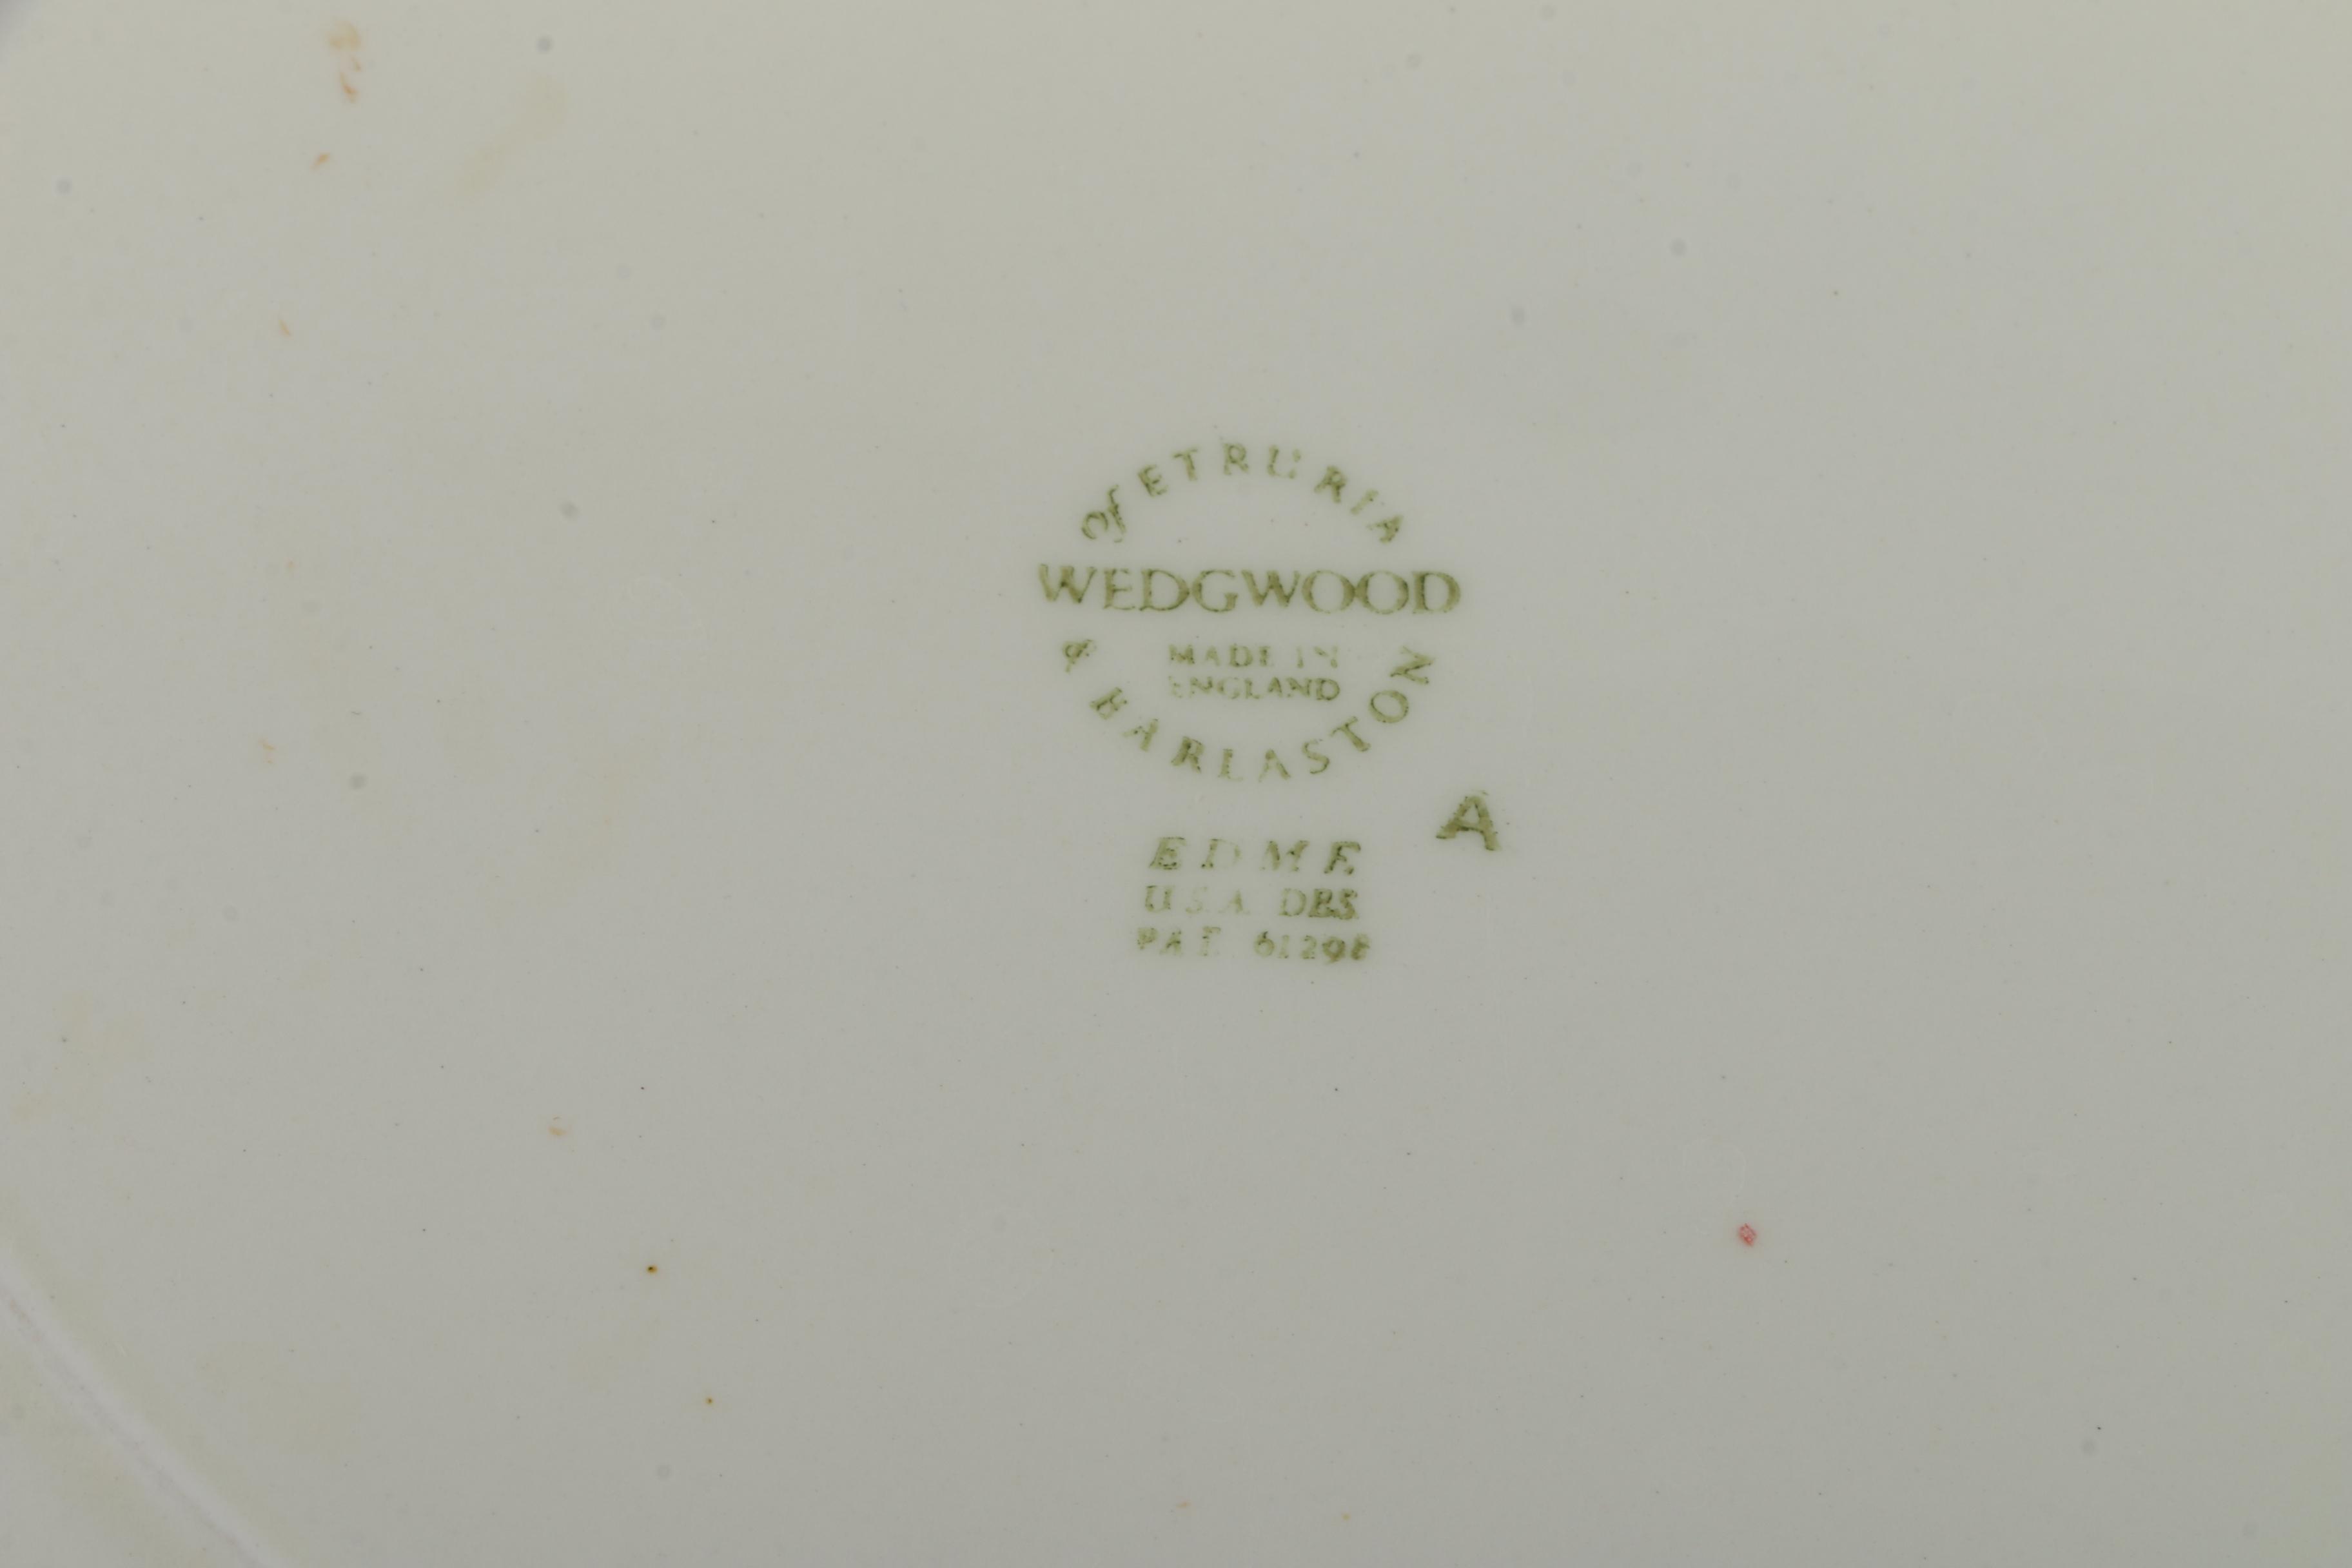 of ETRURIA
WEDGWOOD
MADE IN
ENGLAND
& BARLASTON
A
EDME
U.S.A. DES.
PAT. 61298